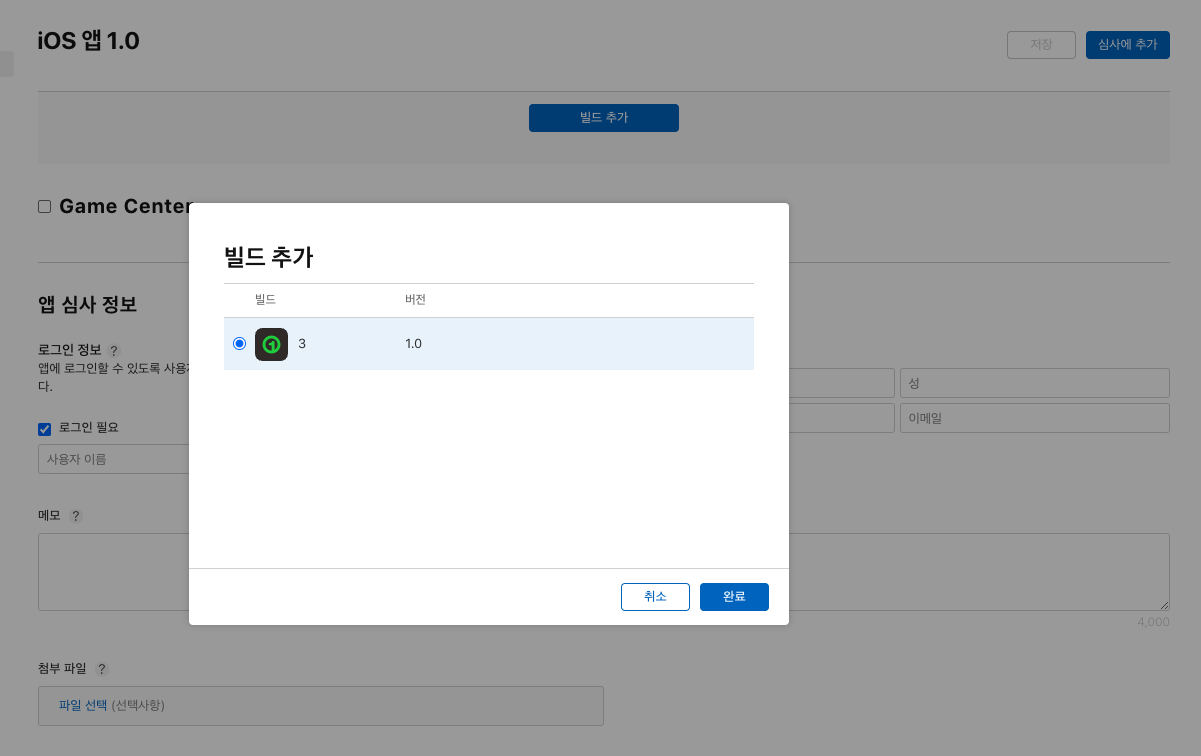 iOS 앱 1.0
저장
심사에 추가
빌드 추가
Game Center
빌드 추가
빌드
버전
3
1.0
취소
완료
앱 심사 정보
로그인 정보 ?
앱에 로그인할 수 있도록 사용자
다.
로그인 필요
사용자 이름
성
이메일
메모 ?
4,000
첨부 파일 ?
파일 선택 (선택사항)